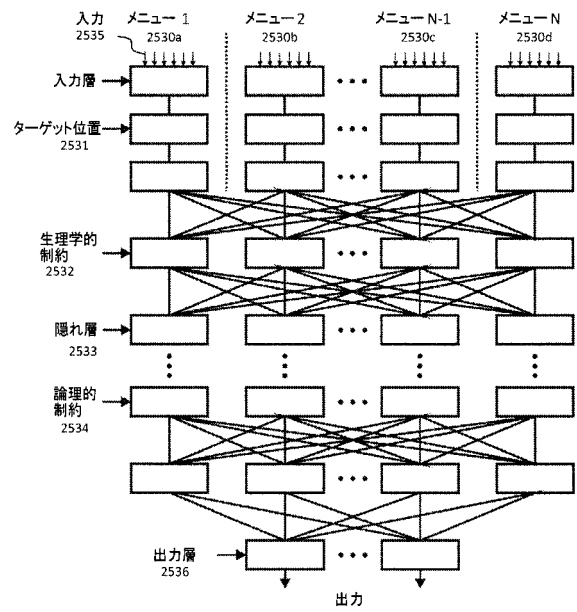 入力
2535
メニュー 1
2530a
メニュー 2
2530b
メニュー N-1
2530c
メニュー N
2530d
入力層
ターゲット位置
2531
生理学的
制約
2532
隠れ層
2533
論理的
制約
2534
出力層
2536
出力